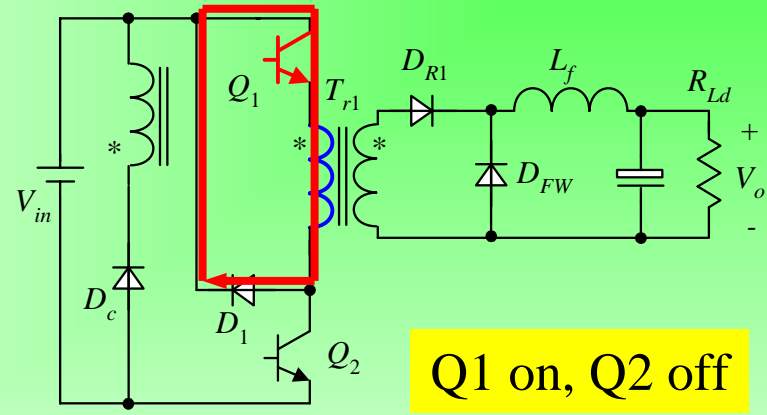 Q1
Tr1
DR1
Lf
RLd
*
*
*
+
Vin
DFW
Vo
-
Dc
D1
Q2
Q1 on, Q2 off